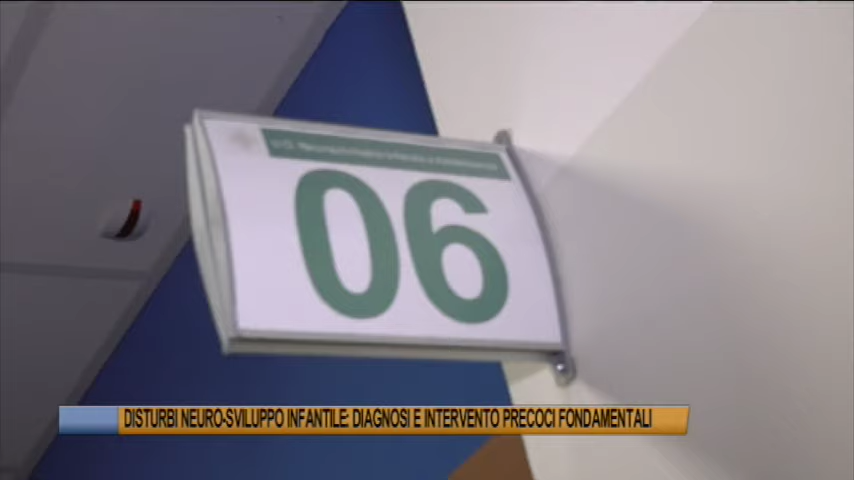 06
DISTURBI NEURO-SVILUPPO INFANTILE: DIAGNOSI E INTERVENTO PRECOCI FONDAMENTALI